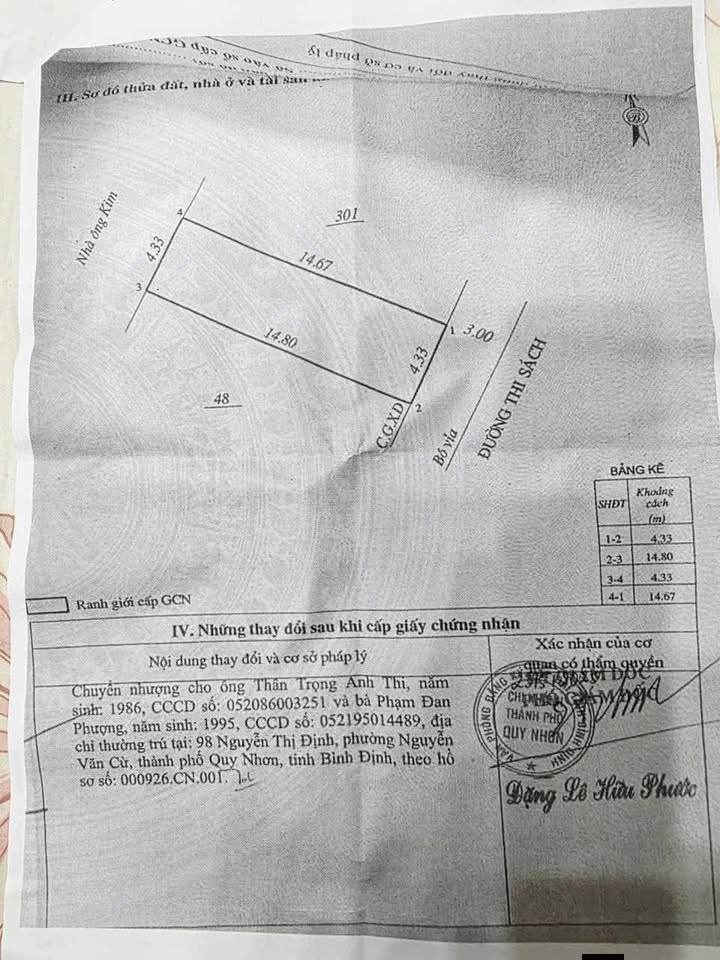 III. Sơ đồ thửa đất, nhà ở và tài sản
B
Nhà ông Kim
301
4
4.33
14.67
3
1
3.00
14.80
4.33
48
2
C.G.X.D
Bó vỉa
ĐƯỜNG THI SÁCH
BẢNG KÊ
SHĐT Khoảng cách (m)
1-2 4.33
2-3 14.80
3-4 4.33
4-1 14.67
Ranh giới cấp GCN
IV. Những thay đổi sau khi cấp giấy chứng nhận
Nội dung thay đổi và cơ sở pháp lý
Xác nhận của cơ
quan có thẩm quyền
Chuyển nhượng cho ông Thân Trọng Anh Thi, năm
sinh: 1986, CCCD số: 052086003251 và bà Phạm Đan
Phượng, năm sinh: 1995, CCCD số: 052195014489, địa
chỉ thường trú tại: 98 Nguyễn Thị Định, phường Nguyễn
Văn Cừ, thành phố Quy Nhơn, tỉnh Bình Định, theo hồ
sơ số: 000926.CN.001.
CHI NHÁNH
THÀNH PHỐ
QUY NHƠN
Đặng Lê Hữu Phước